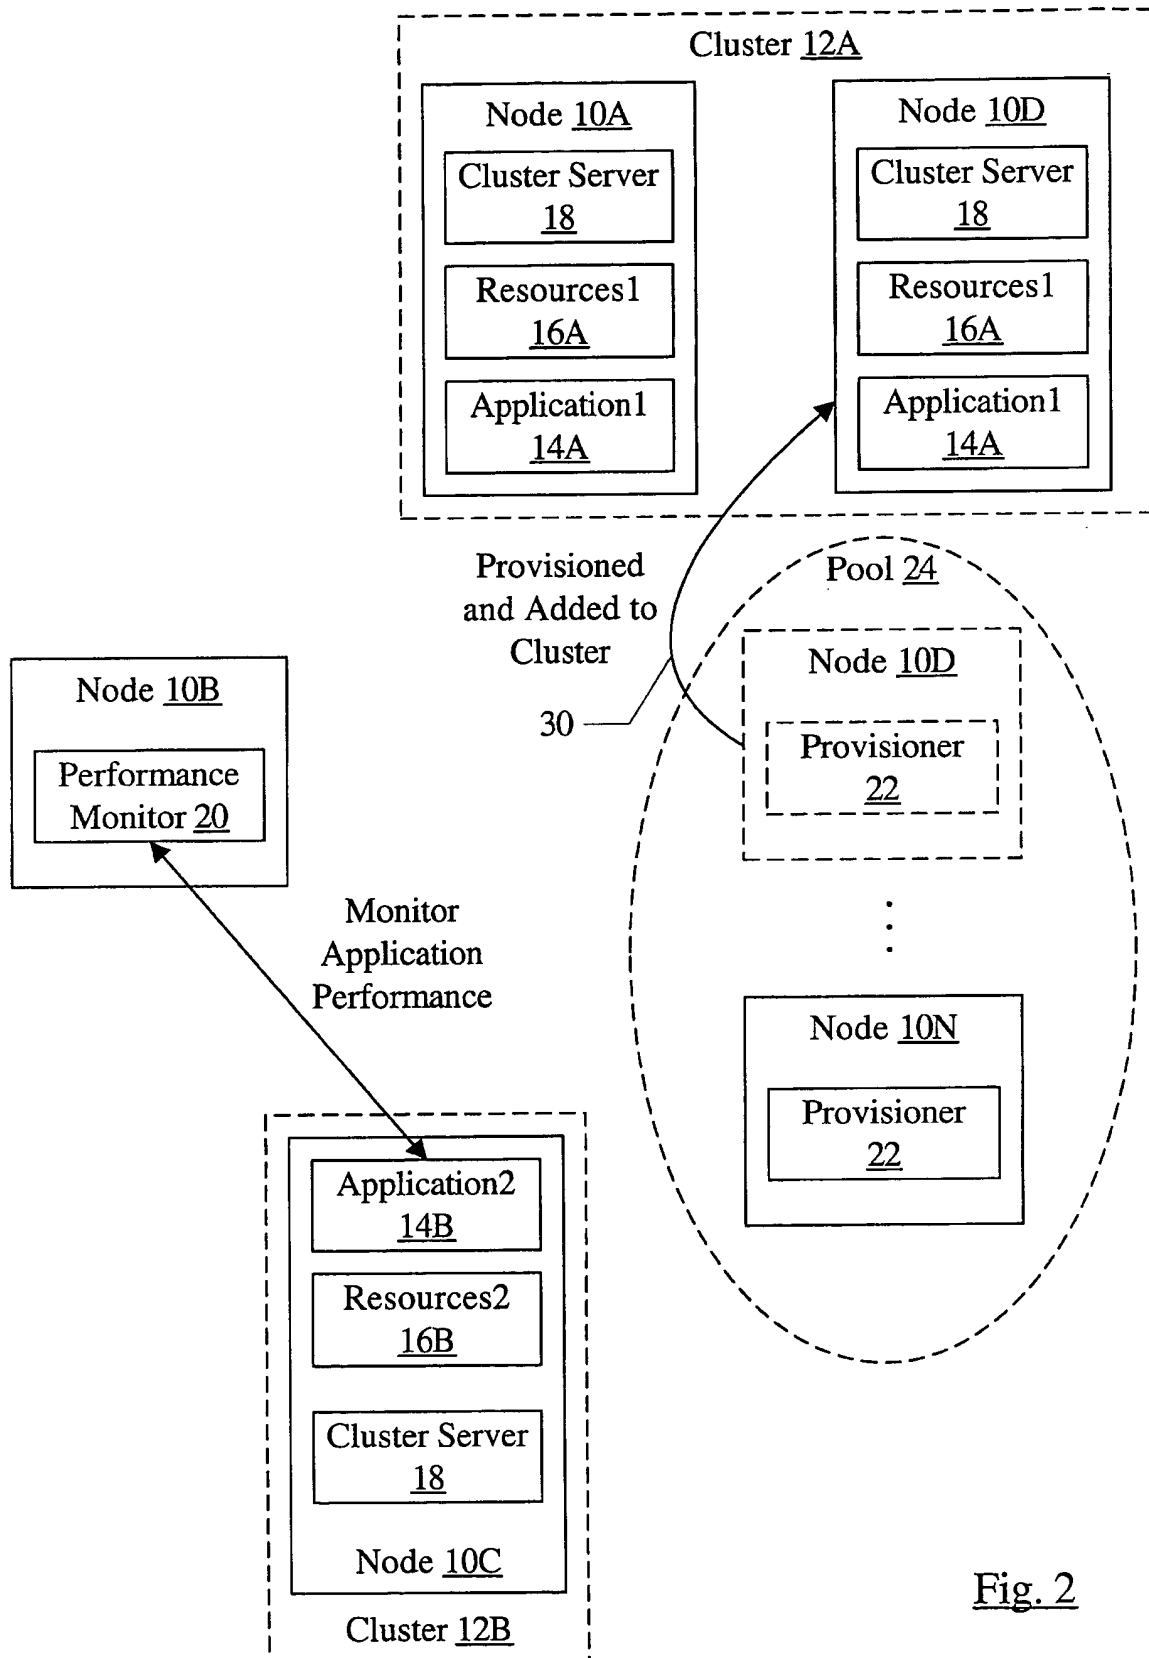 Cluster 12A
Node 10A
Cluster Server
18
Resources1
16A
Application1
14A
Node 10D
Cluster Server
18
Resources1
16A
Application1
14A
Provisioned
and Added to
Cluster
30
Pool 24
Node 10D
Provisioner
22
Node 10B
Performance
Monitor 20
Monitor
Application
Performance
Node 10N
Provisioner
22
Application2
14B
Resources2
16B
Cluster Server
18
Node 10C
Cluster 12B
Fig. 2